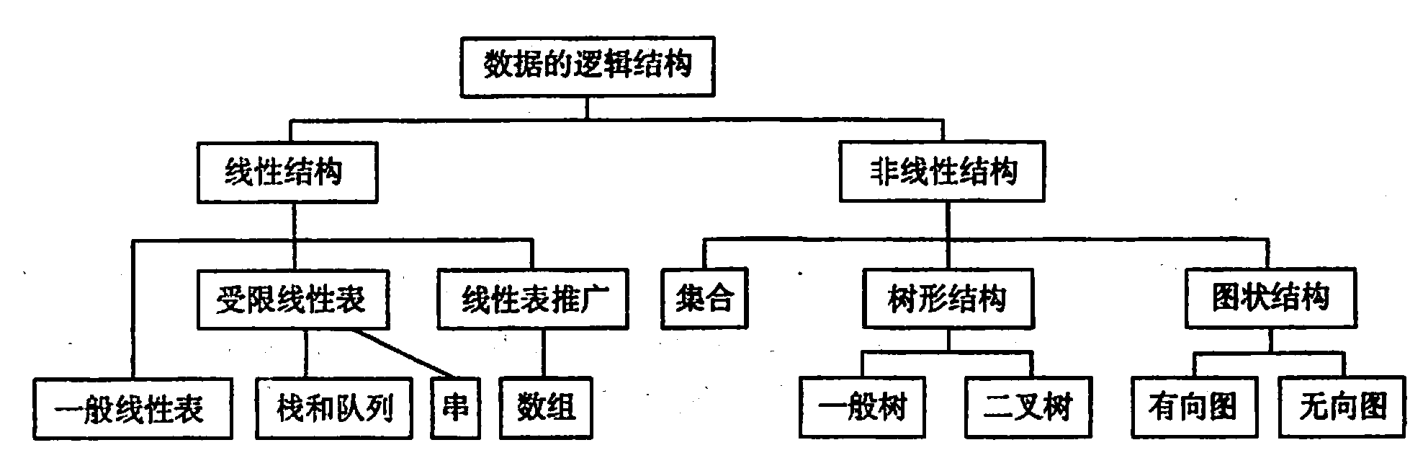 数据的逻辑结构
线性结构
非线性结构
受限线性表
线性表推广
集合
树形结构
图状结构
一般线性表
栈和队列
串
数组
一般树
二叉树
有向图
无向图